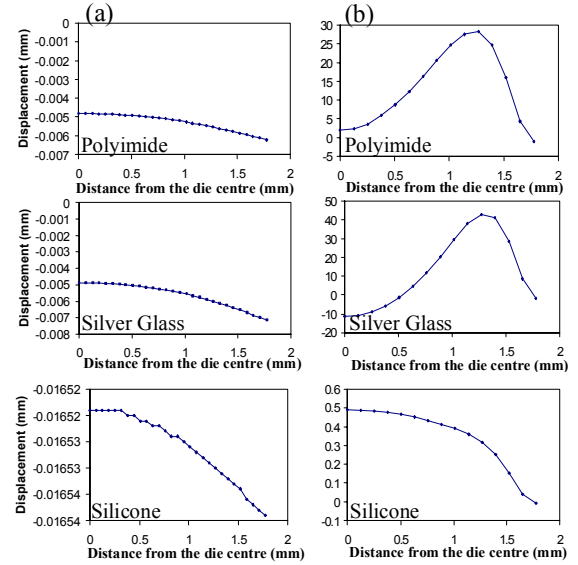 (a)
(b)
Displacement (mm)
0
-0.001
-0.002
-0.003
-0.004
-0.005
-0.006
-0.007
Polyimide
0 0.5 1 1.5 2
Distance from the die centre (mm)
30
25
20
15
10
5
0
-5
Polyimide
0 0.5 1 1.5 2
Distance from the die centre (mm)
Displacement (mm)
0
-0.001
-0.002
-0.003
-0.004
-0.005
-0.006
-0.007
-0.008
Silver Glass
0 0.5 1 1.5 2
Distance from the die centre (mm)
50
40
30
20
10
0
-10
-20
Silver Glass
0 0.5 1 1.5 2
Distance from the die centre (mm)
Displacement (mm)
-0.01652
-0.01652
-0.01653
-0.01653
-0.01654
-0.01654
Silicone
0 0.5 1 1.5 2
Distance from the die centre (mm)
0.6
0.5
0.4
0.3
0.2
0.1
0
-0.1
Silicone
0 0.5 1 1.5 2
Distance from the die centre (mm)